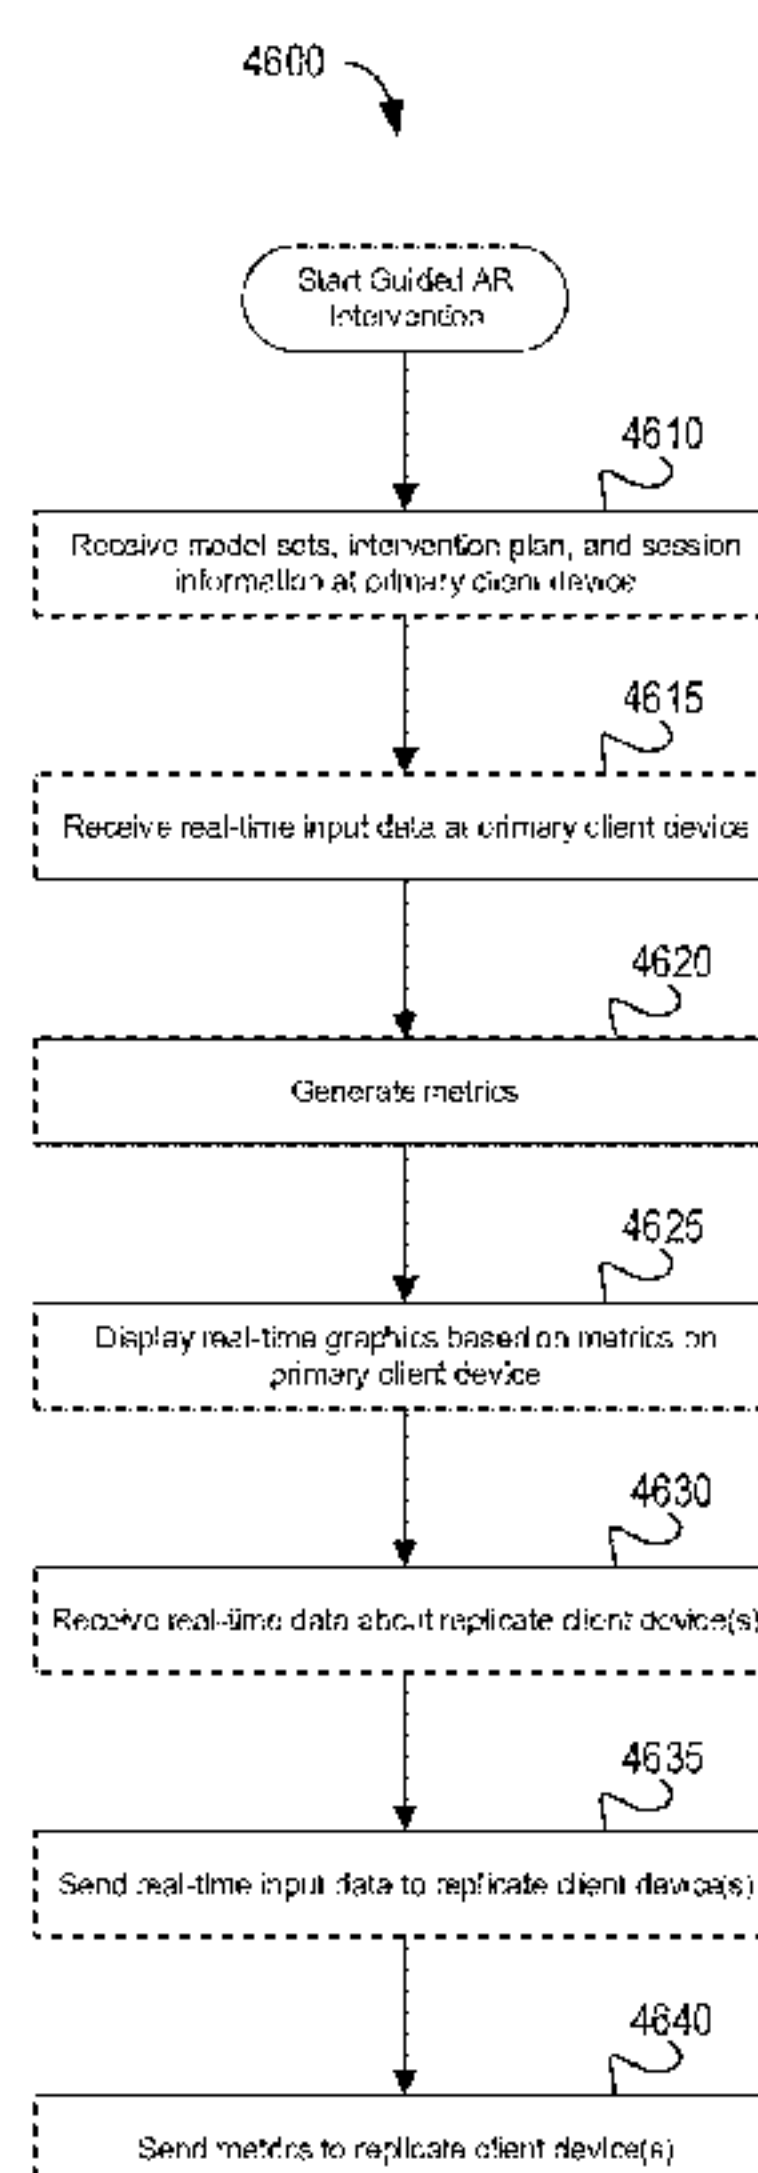 4600
Start Guided AR
Intervention
4610
Receive model sets, intervention plan, and session
information at primary client device
4615
Receive real-time input data at primary client device
4620
Generate metrics
4625
Display real-time graphics based on metrics on
primary client device
4630
Receive real-time data about replicate client device(s)
4635
Send real-time input data to replicate client device(s)
4640
Send metrics to replicate client device(s)